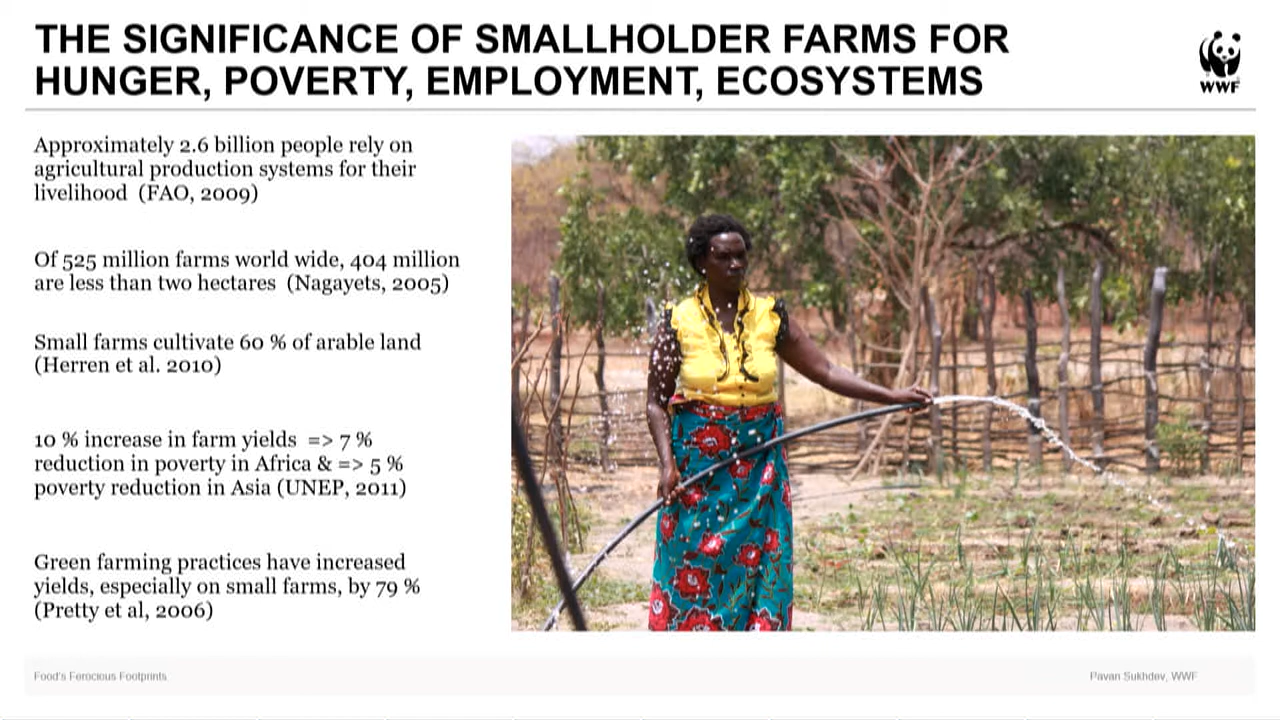 THE SIGNIFICANCE OF SMALLHOLDER FARMS FOR
HUNGER, POVERTY, EMPLOYMENT, ECOSYSTEMS
WWF
Approximately 2.6 billion people rely on
agricultural production systems for their
livelihood (FAO, 2009)
Of 525 million farms world wide, 404 million
are less than two hectares (Nagayets, 2005)
Small farms cultivate 60 % of arable land
(Herren et al. 2010)
10 % increase in farm yields => 7 %
reduction in poverty in Africa & => 5 %
poverty reduction in Asia (UNEP, 2011)
Green farming practices have increased
yields, especially on small farms, by 79 %
(Pretty et al, 2006)
Food's Ferocious Footprints
Pavan Sukhdev, WWF